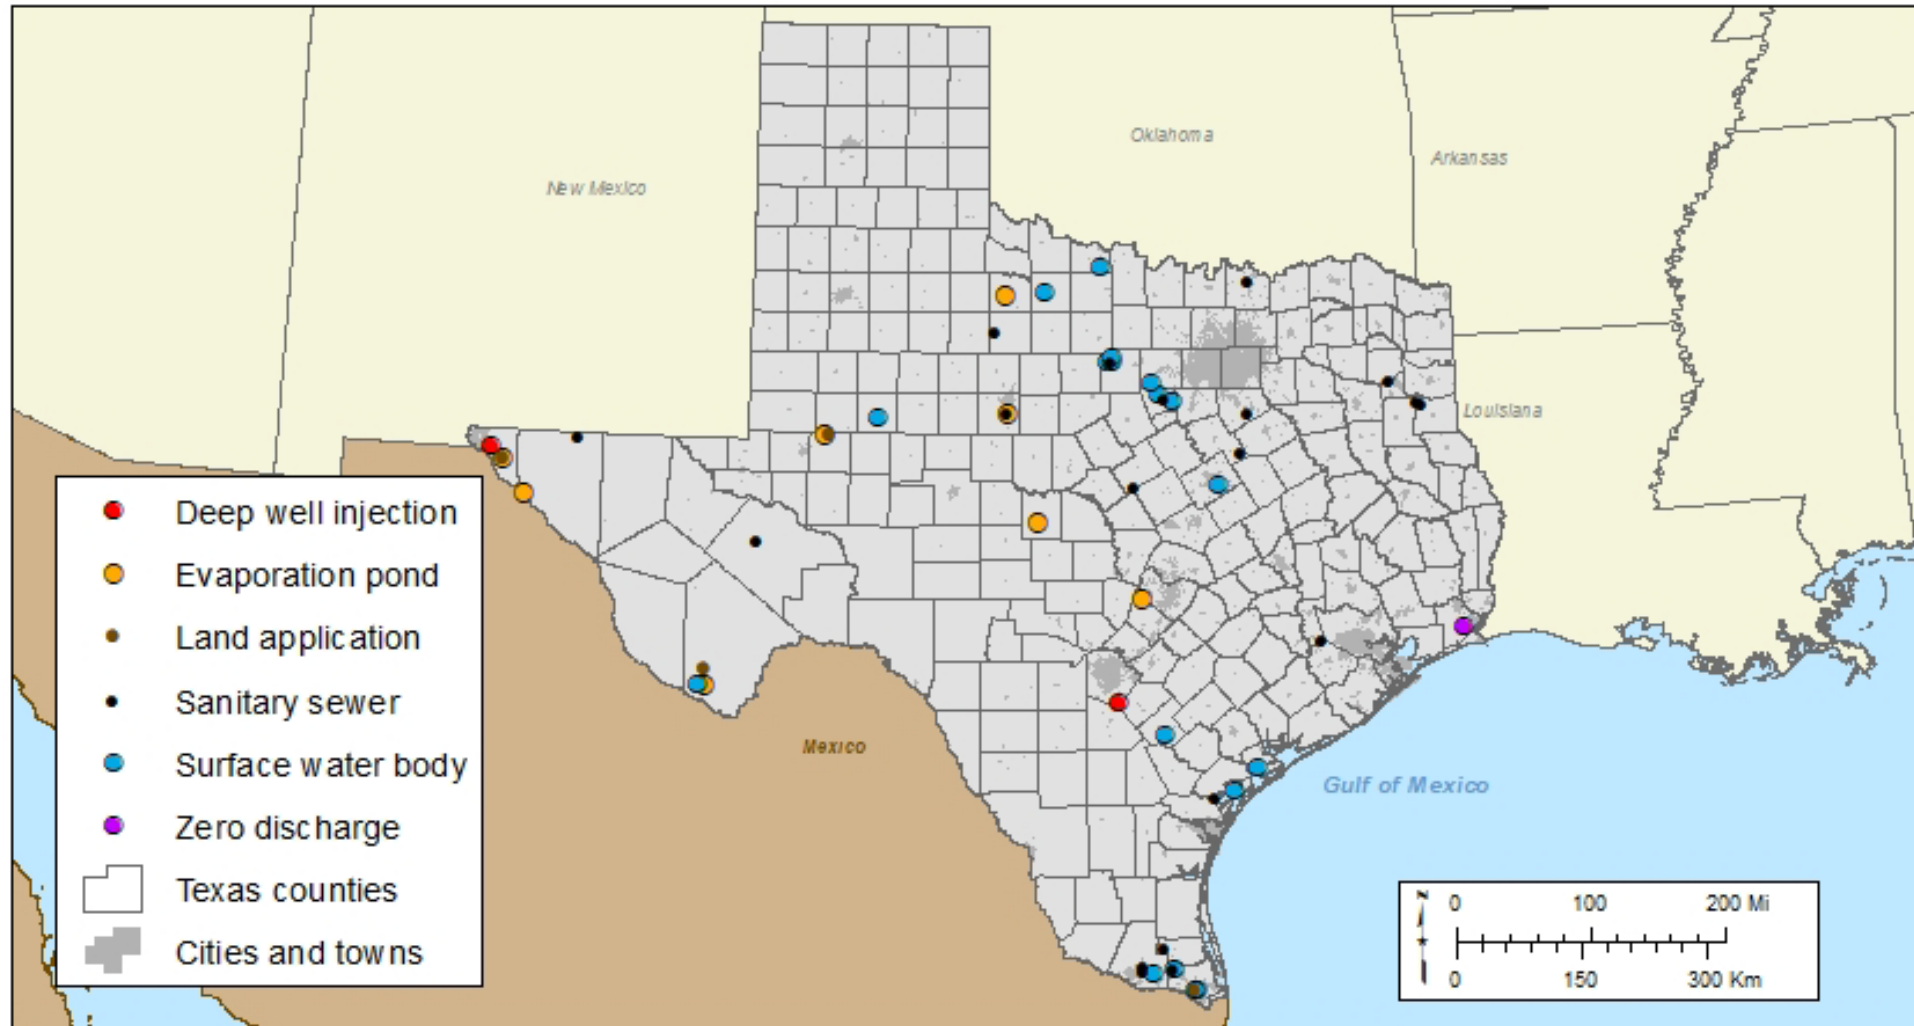 Oklahoma
Arkansas
New Mexico
Louisiana
Deep well injection
Evaporation pond
Land application
Sanitary sewer
Surface water body
Zero discharge
Texas counties
Cities and towns
Mexico
Gulf of Mexico
N
0 100 200 Mi
0 150 300 Km